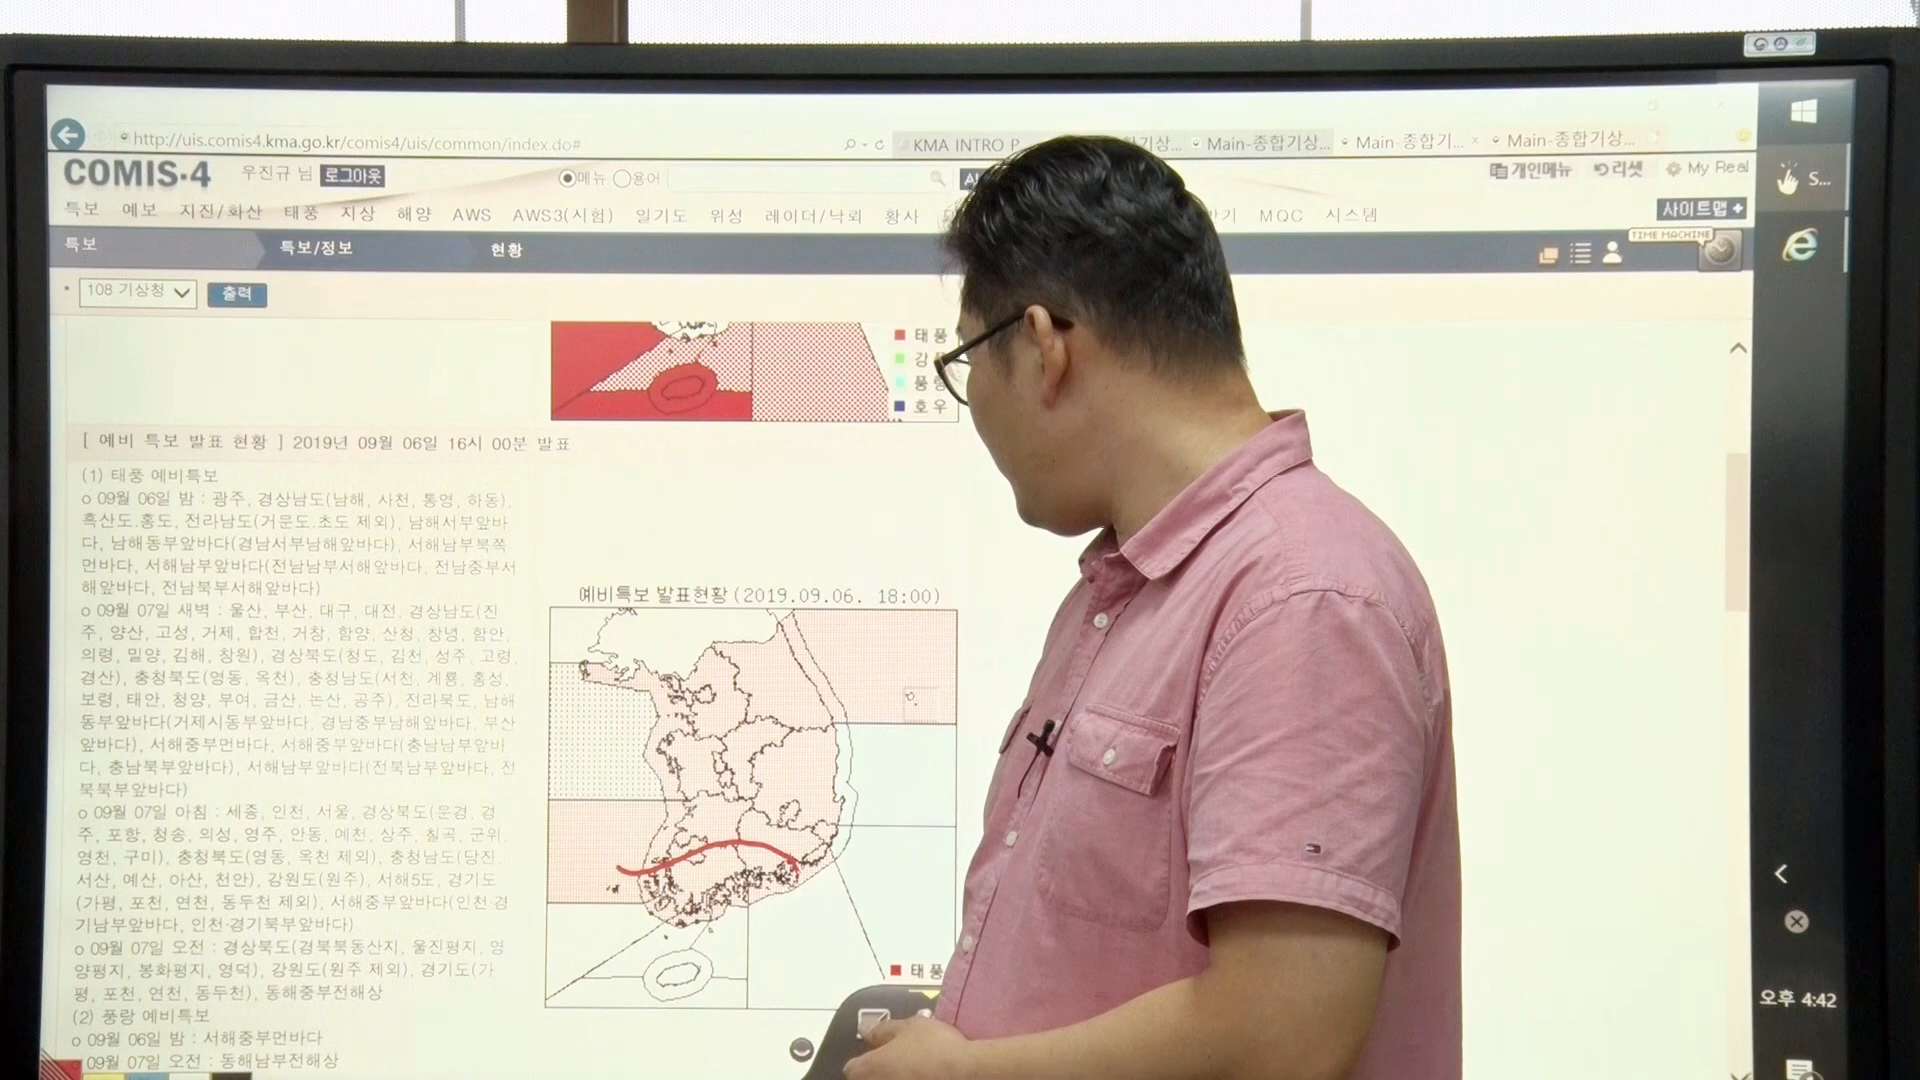 http://uis.comis4.kma.go.kr/comis4/uis/common/index.do#
KMA INTRO P
Main-종합기상...
Main-종합기...
Main-종합기상...
COMIS·4
우진규 님 로그아웃
메뉴 용어
개인메뉴 리셋 My Real
특보 예보 지진/화산 태풍 지상 해양 AWS AWS3(시험) 일기도 위성 레이더/낙뢰 황사
MQC 시스템
사이트맵 +
특보 특보/정보 현황
TIME MACHINE
108 기상청 출력
태풍
강
풍랑
호우
[ 예비 특보 발표 현황 ] 2019년 09월 06일 16시 00분 발표
(1) 태풍 예비특보
o 09월 06일 밤 : 광주, 경상남도(남해, 사천, 통영, 하동),
흑산도.홍도, 전라남도(거문도.초도 제외), 남해서부앞바
다, 남해동부앞바다(경남서부남해앞바다), 서해남부북쪽
먼바다, 서해남부앞바다(전남남부서해앞바다, 전남중부서
해앞바다, 전남북부서해앞바다)
o 09월 07일 새벽 : 울산, 부산, 대구, 대전, 경상남도(진
주, 양산, 고성, 거제, 합천, 거창, 함양, 산청, 창녕, 함안,
의령, 밀양, 김해, 창원), 경상북도(청도, 김천, 성주, 고령,
경산), 충청북도(영동, 옥천), 충청남도(서천, 계룡, 홍성,
보령, 태안, 청양, 부여, 금산, 논산, 공주), 전라북도, 남해
동부앞바다(거제시동부앞바다, 경남중부남해앞바다, 부산
앞바다), 서해중부먼바다, 서해중부앞바다(충남남부앞바
다, 충남북부앞바다), 서해남부앞바다(전북남부앞바다, 전
북북부앞바다)
o 09월 07일 아침 : 세종, 인천, 서울, 경상북도(문경, 경
주, 포항, 청송, 의성, 영주, 안동, 예천, 상주, 칠곡, 군위,
영천, 구미), 충청북도(영동, 옥천 제외), 충청남도(당진,
서산, 예산, 아산, 천안), 강원도(원주), 서해5도, 경기도
(가평, 포천, 연천, 동두천 제외), 서해중부앞바다(인천·경
기남부앞바다, 인천·경기북부앞바다)
o 09월 07일 오전 : 경상북도(경북북동산지, 울진평지, 영
양평지, 봉화평지, 영덕), 강원도(원주 제외), 경기도(가
평, 포천, 연천, 동두천), 동해중부전해상
(2) 풍랑 예비특보
o 09월 06일 밤 : 서해중부먼바다
o 09월 07일 오전 : 동해남부전해상
예비특보 발표현황(2019.09.06. 18:00)
태풍
S...
오후 4:42